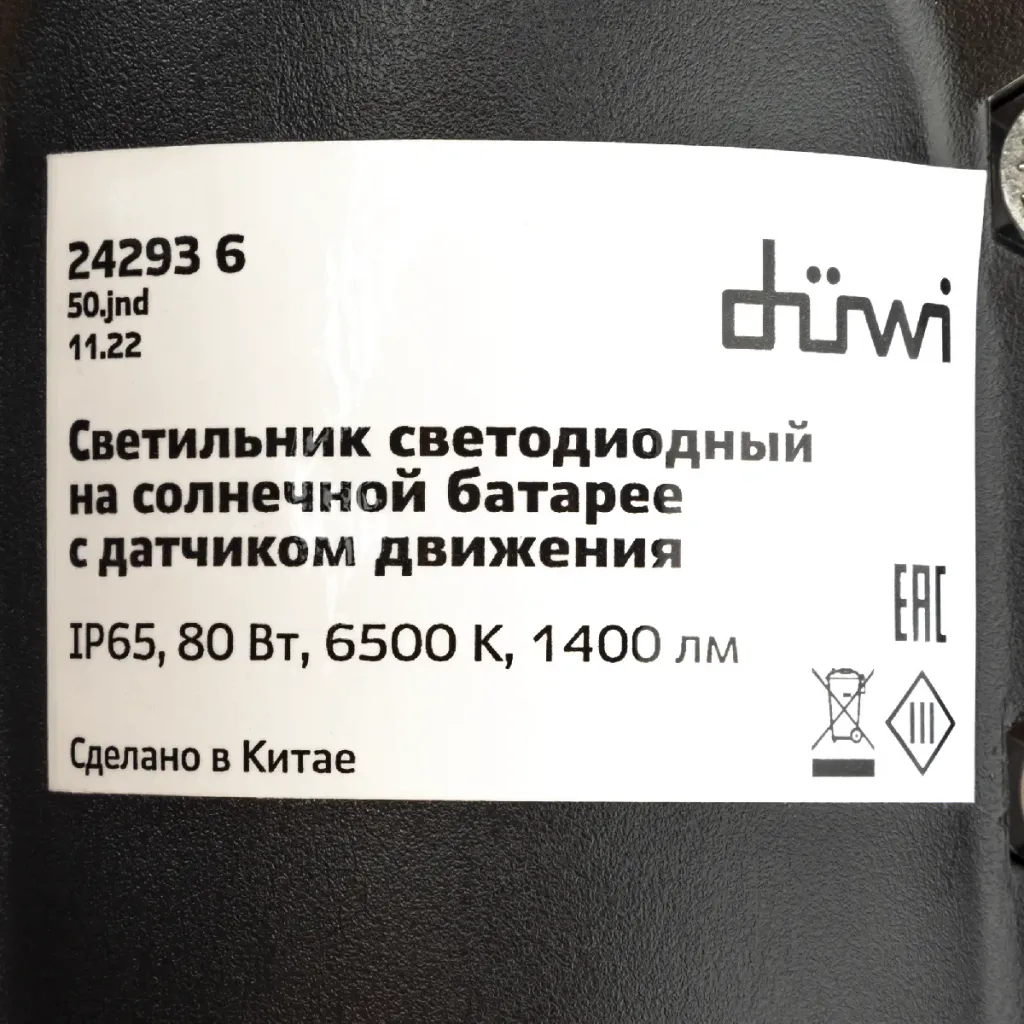 24293 6
50.jnd
11.22
düwi
Светильник светодиодный
на солнечной батарее
с датчиком движения
EAC
IP65, 80 Вт, 6500 К, 1400 лм
III
Сделано в Китае